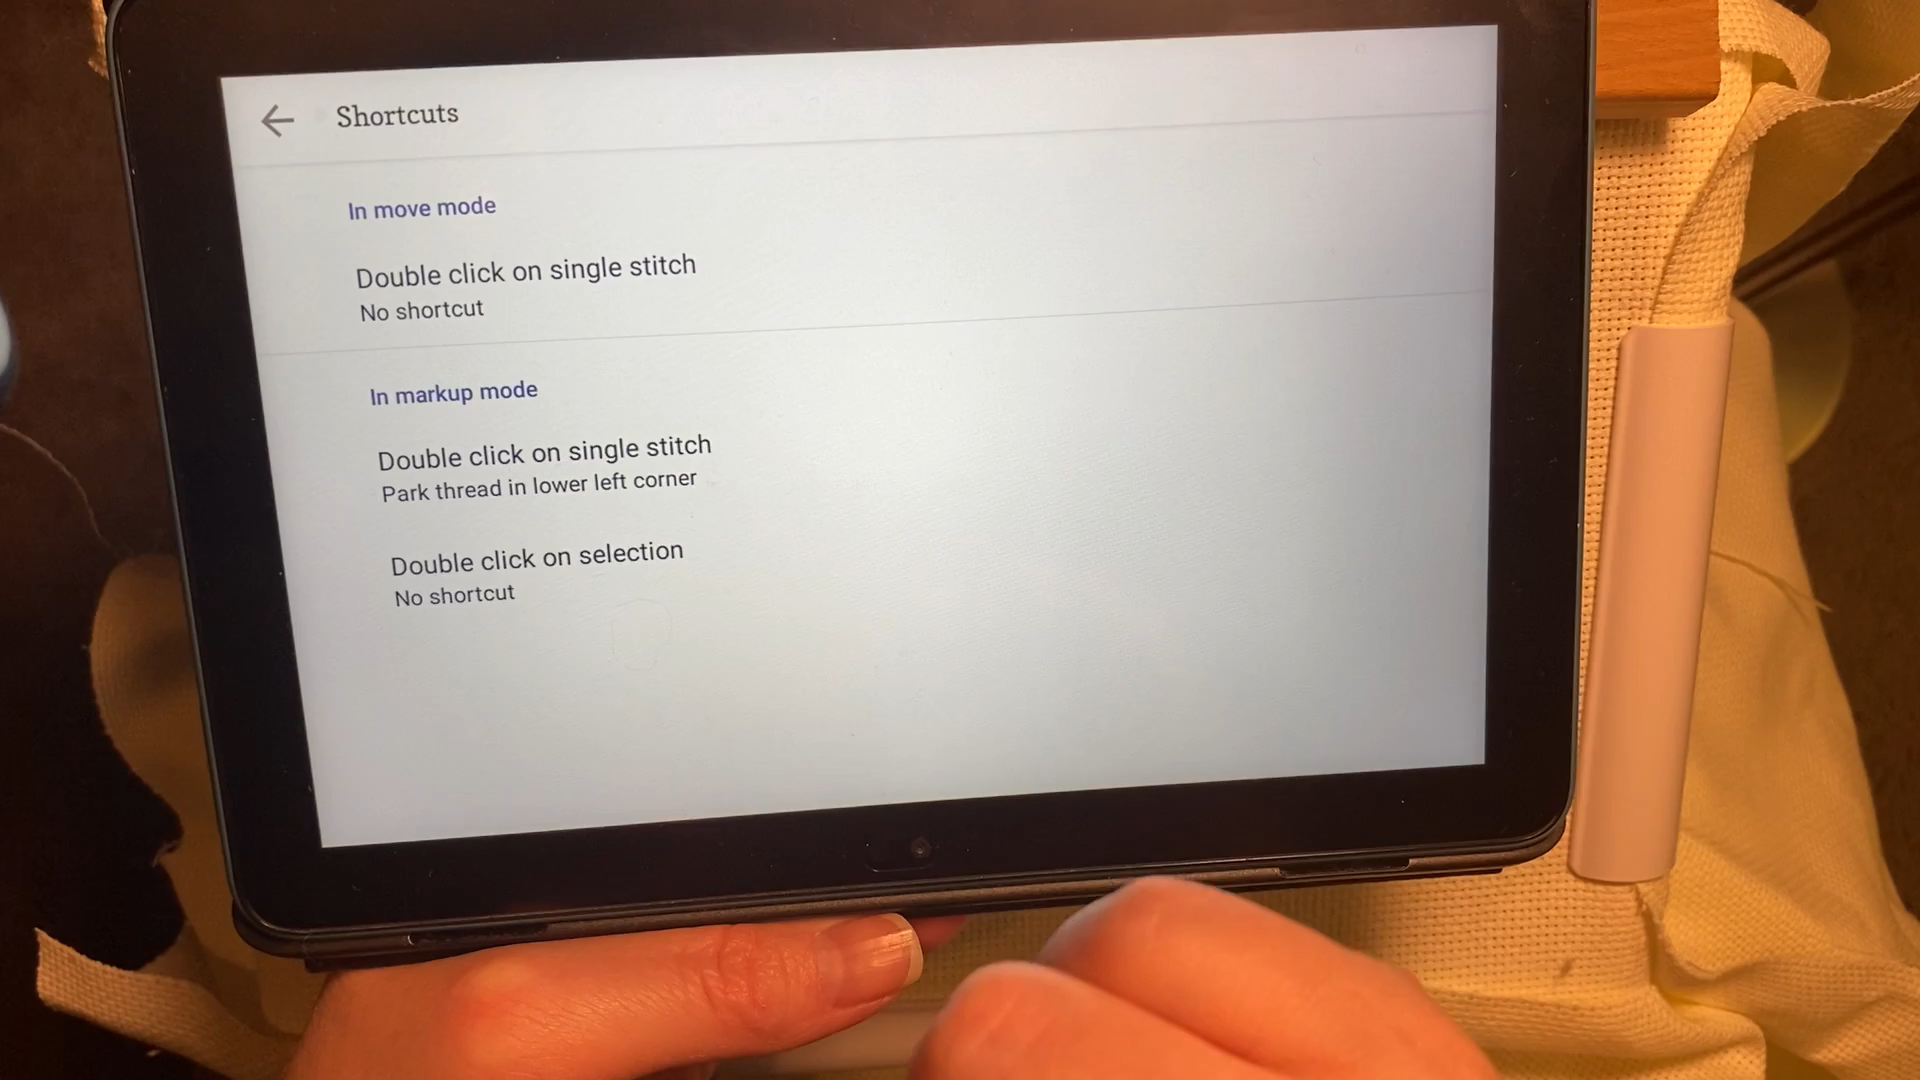 Shortcuts
In move mode
Double click on single stitch
No shortcut
In markup mode
Double click on single stitch
Park thread in lower left corner
Double click on selection
No shortcut